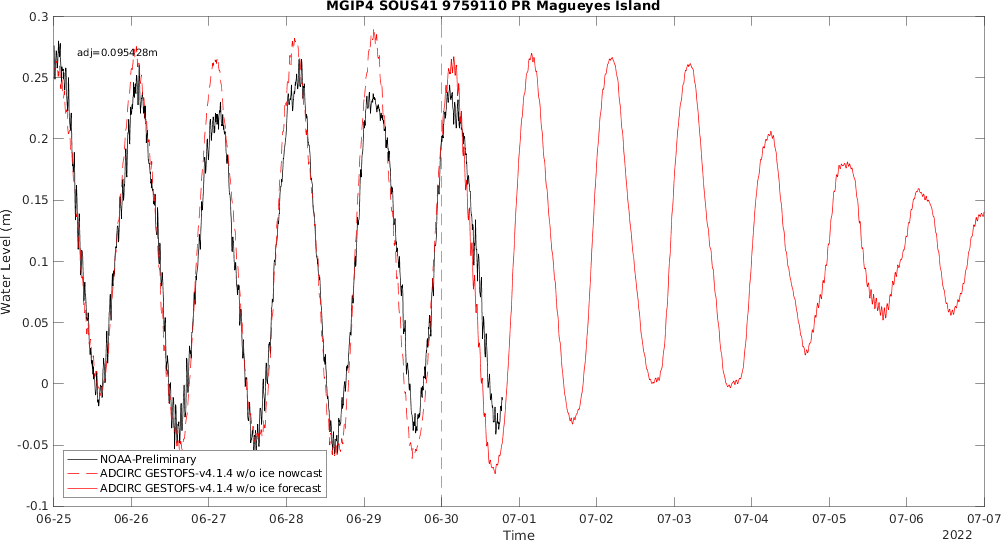 MGIP4 SOUS41 9759110 PR Magueyes Island
adj=0.095428m
Water Level (m)
0.3
0.25
0.2
0.15
0.1
0.05
0
-0.05
-0.1
NOAA-Preliminary
ADCIRC GESTOFS-v4.1.4 w/o ice nowcast
ADCIRC GESTOFS-v4.1.4 w/o ice forecast
06-25 06-26 06-27 06-28 06-29 06-30 07-01 07-02 07-03 07-04 07-05 07-06 07-07
Time
2022